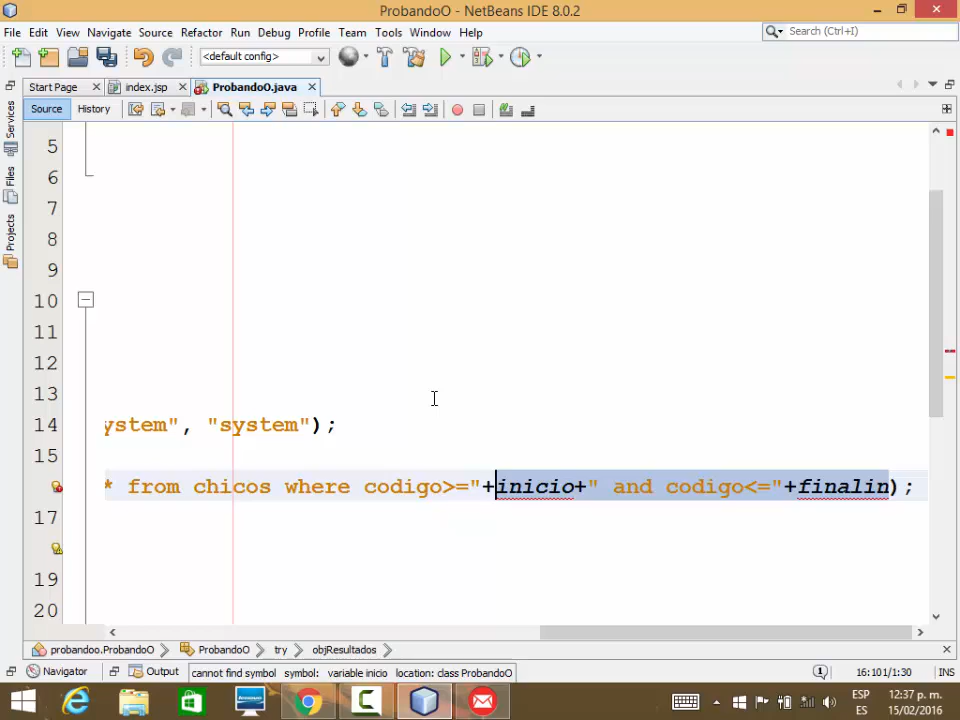 ProbandoO - NetBeans IDE 8.0.2
File Edit View Navigate Source Refactor Run Debug Profile Team Tools Window Help
Search (Ctrl+I)
<default config>
Start Page index.jsp ProbandoO.java
Source History
Services
Files
Projects
5
6
7
8
9
10
11
12
13
14 ystem", "system");
15
* from chicos where codigo>="+inicio+" and codigo<="+finalin);
17
19
20
probandoo.ProbandoO ProbandoO try objResultados
Navigator Output cannot find symbol symbol: variable inicio location: class ProbandoO 1 16:101/1:30 INS
ESP 12:37 p. m.
ES 15/02/2016